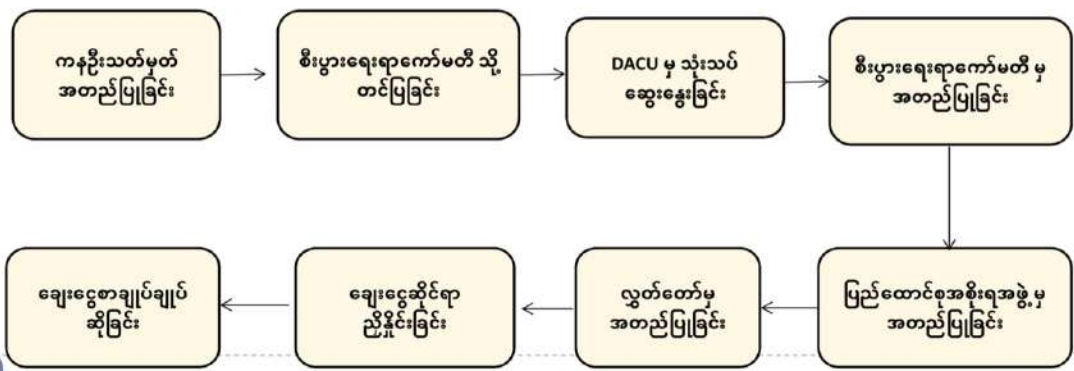 ကနဦးသတ်မှတ်
အတည်ပြုခြင်း
စီးပွားရေးရာကော်မတီ သို့
တင်ပြခြင်း
DACU မှ သုံးသပ်
ဆွေးနွေးခြင်း
စီးပွားရေးရာကော်မတီ မှ
အတည်ပြုခြင်း
ပြည်ထောင်စုအစိုးရအဖွဲ့ မှ
အတည်ပြုခြင်း
လွှတ်တော်မှ
အတည်ပြုခြင်း
ချေးငွေဆိုင်ရာ
ညှိနှိုင်းခြင်း
ချေးငွေစာချုပ်ချုပ်
ဆိုခြင်း